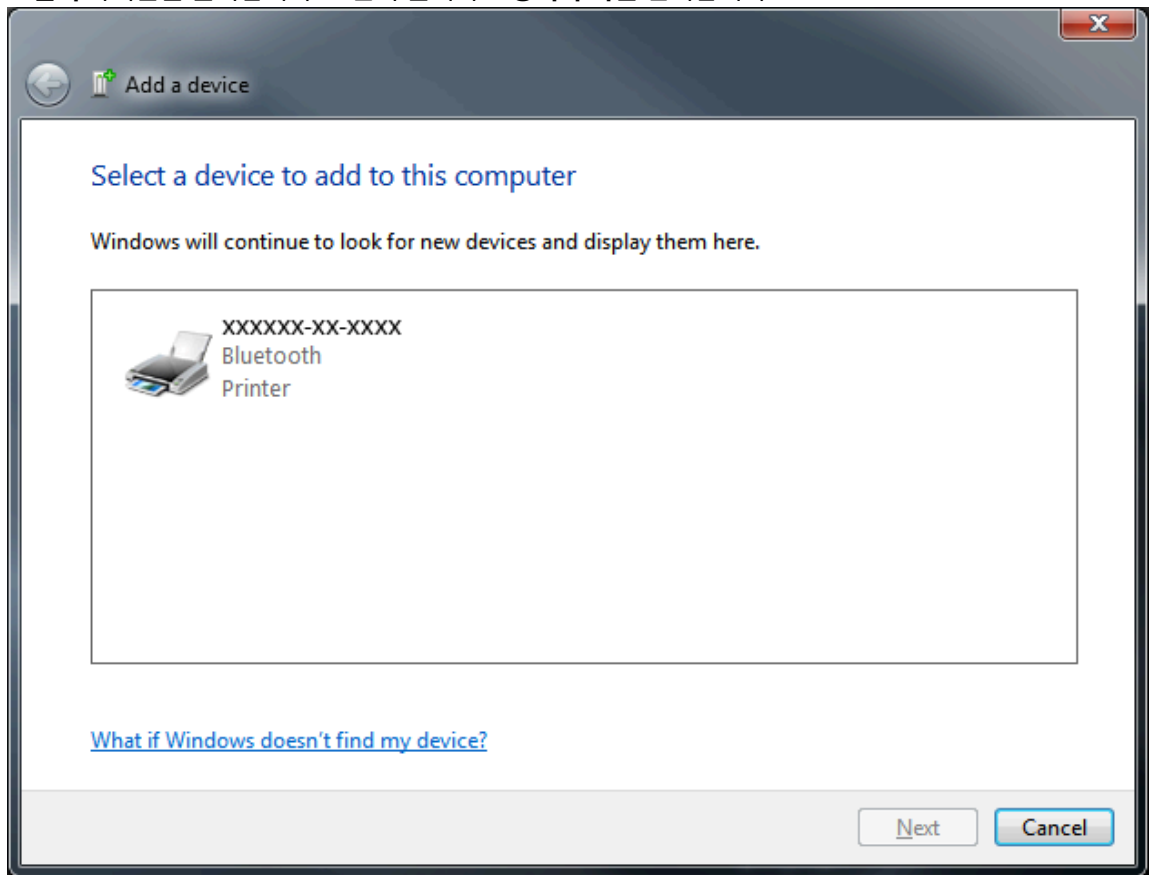 Add a device
Select a device to add to this computer
Windows will continue to look for new devices and display them here.
XXXXXX-XX-XXXX
Bluetooth
Printer
What if Windows doesn't find my device?
Next
Cancel